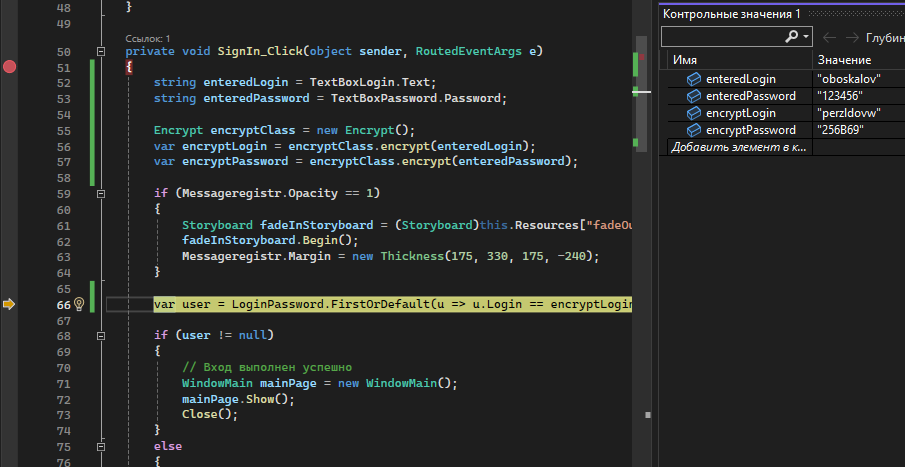 48 }
49
Ссылок: 1
50 private void SignIn_Click(object sender, RoutedEventArgs e)
51 {
52 string enteredLogin = TextBoxLogin.Text;
53 string enteredPassword = TextBoxPassword.Password;
54
55 Encrypt encryptClass = new Encrypt();
56 var encryptLogin = encryptClass.encrypt(enteredLogin);
57 var encryptPassword = encryptClass.encrypt(enteredPassword);
58
59 if (Messageregistr.Opacity == 1)
60 {
61 Storyboard fadeInStoryboard = (Storyboard)this.Resources["fadeOu
62 fadeInStoryboard.Begin();
63 Messageregistr.Margin = new Thickness(175, 330, 175, -240);
64 }
65
66 var user = LoginPassword.FirstOrDefault(u => u.Login == encryptLogin
67
68 if (user != null)
69 {
70 // Вход выполнен успешно
71 WindowMain mainPage = new WindowMain();
72 mainPage.Show();
73 Close();
74 }
75 else
76 {
Контрольные значения 1
Глубин
Имя Значение
enteredLogin "oboskalov"
enteredPassword "123456"
encryptLogin "perzldovw"
encryptPassword "256B69"
Добавить элемент в к...